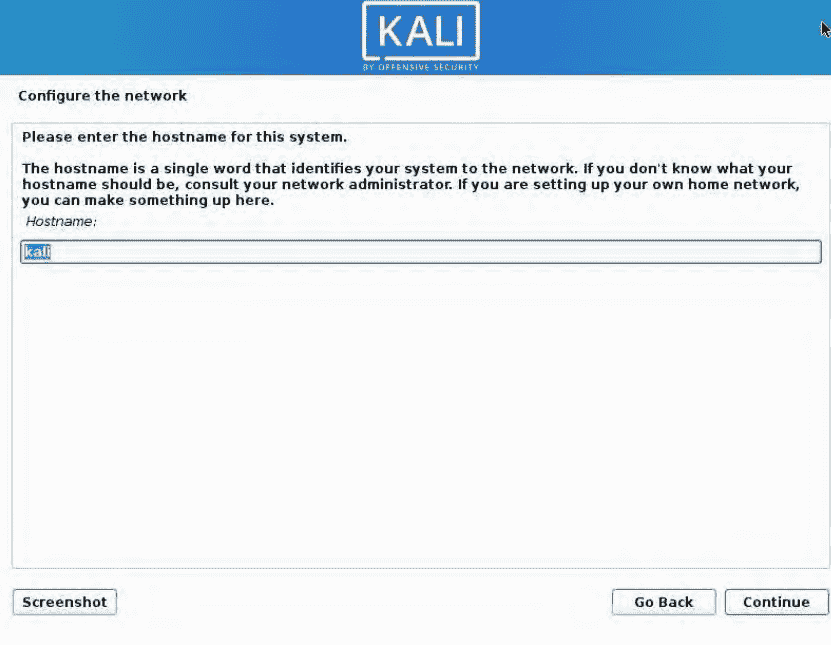 KALI
BY OFFENSIVE SECURITY
Configure the network
Please enter the hostname for this system.
The hostname is a single word that identifies your system to the network. If you don't know what your
hostname should be, consult your network administrator. If you are setting up your own home network,
you can make something up here.
Hostname:
kali
Screenshot
Go Back
Continue